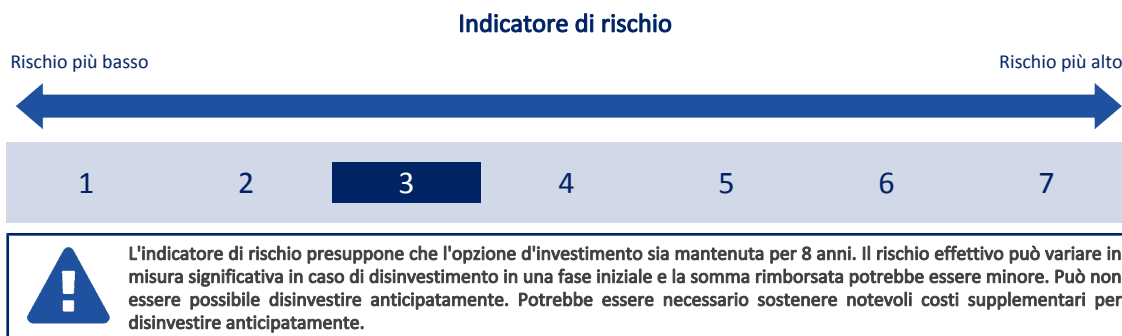 Indicatore di rischio
Rischio più basso
Rischio più alto
1 2 3 4 5 6 7
L'indicatore di rischio presuppone che l'opzione d'investimento sia mantenuta per 8 anni. Il rischio effettivo può variare in
misura significativa in caso di disinvestimento in una fase iniziale e la somma rimborsata potrebbe essere minore. Può non
essere possibile disinvestire anticipatamente. Potrebbe essere necessario sostenere notevoli costi supplementari per
disinvestire anticipatamente.